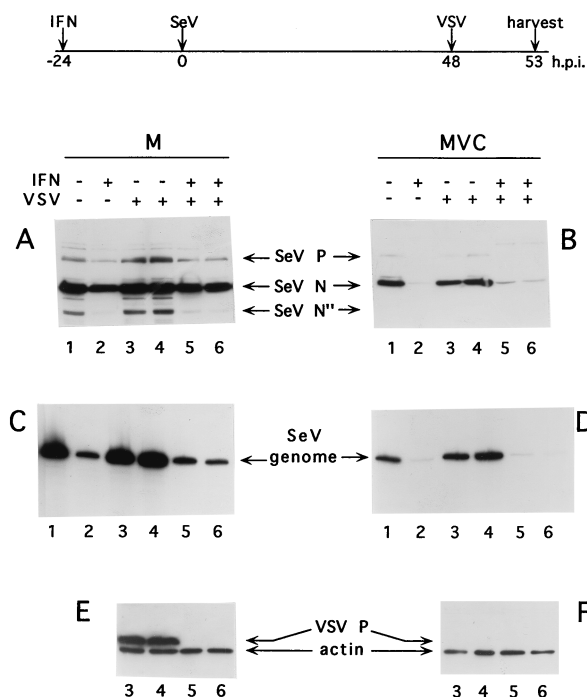 IFN SeV VSV harvest
-24 0 48 53 h.p.i.
M MVC
IFN - + - - + + - + - - + +
VSV + + + + + + + +
A B
SeV P
SeV N
SeV N"
1 2 3 4 5 6 1 2 3 4 5 6
C D
SeV
genome
1 2 3 4 5 6 1 2 3 4 5 6
E F
VSV P
actin
3 4 5 6 3 4 5 6